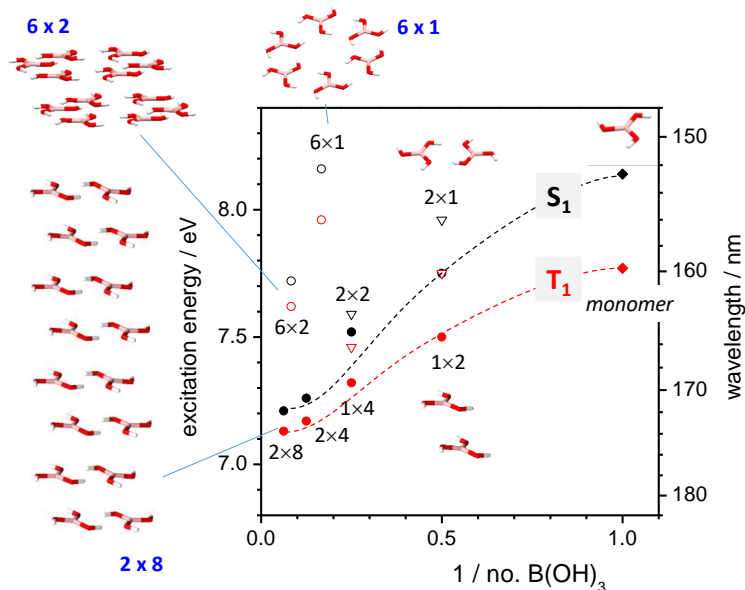 6 x 2
6 x 1
2 x 8
excitation energy / eV
8.0
7.5
7.0
0.0
0.5
1.0
1 / no. B(OH)3
150
160
170
180
wavelength / nm
6×1
2×1
S1
T1
monomer
2×2
6×2
1×2
1×4
2×4
2×8